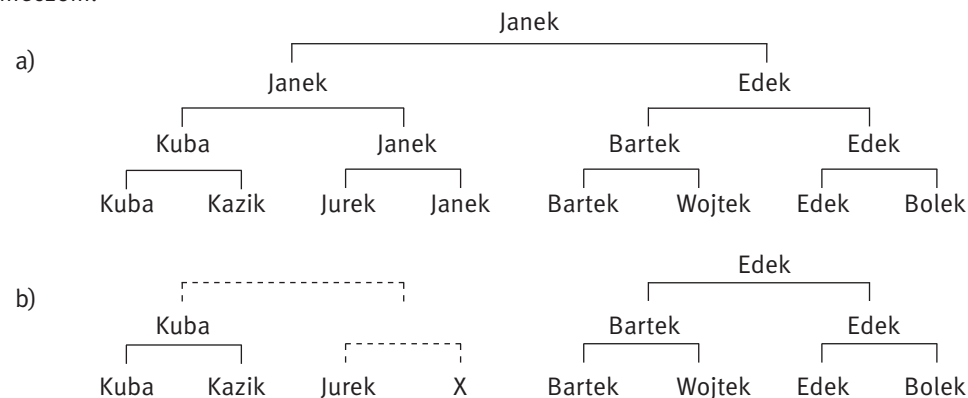 Janek
a)
Janek Edek
Kuba Janek Bartek Edek
Kuba Kazik Jurek Janek Bartek Wojtek Edek Bolek
Edek
b)
Kuba Bartek Edek
Kuba Kazik Jurek X Bartek Wojtek Edek Bolek